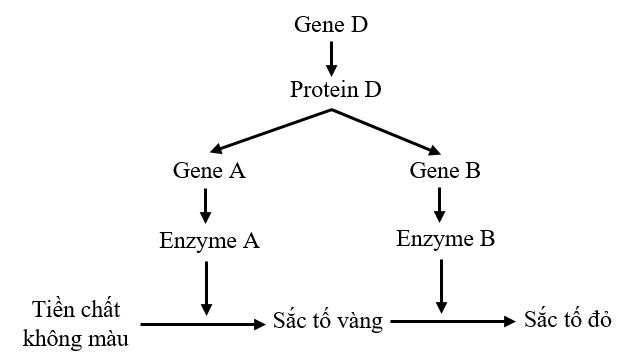 Gene D
Protein D
Gene A
Gene B
Enzyme A
Enzyme B
Tiền chất
không màu
Sắc tố vàng
Sắc tố đỏ